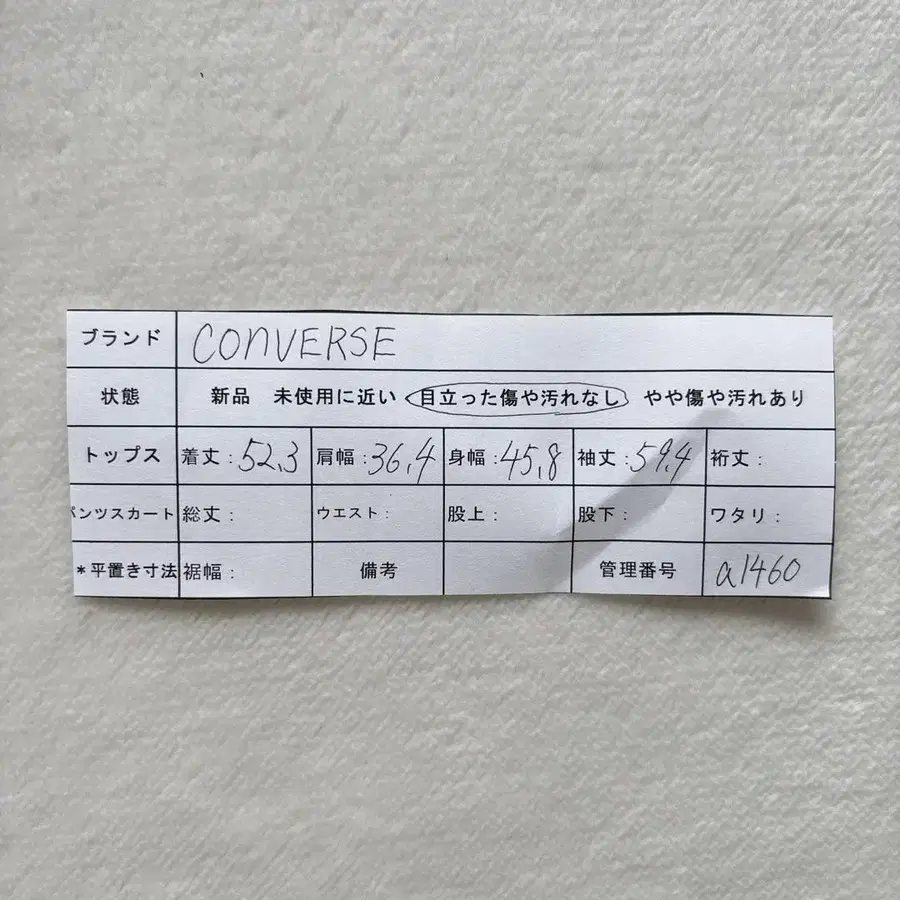 ブランド CONVERSE
状態 新品 未使用に近い 目立った傷や汚れなし やや傷や汚れあり
トップス 着丈：52.3 肩幅：36.4 身幅：45.8 袖丈：59.4 裄丈：
パンツスカート 総丈： ウエスト： 股上： 股下： ワタリ：
*平置き寸法 裾幅： 備考 管理番号 a1460